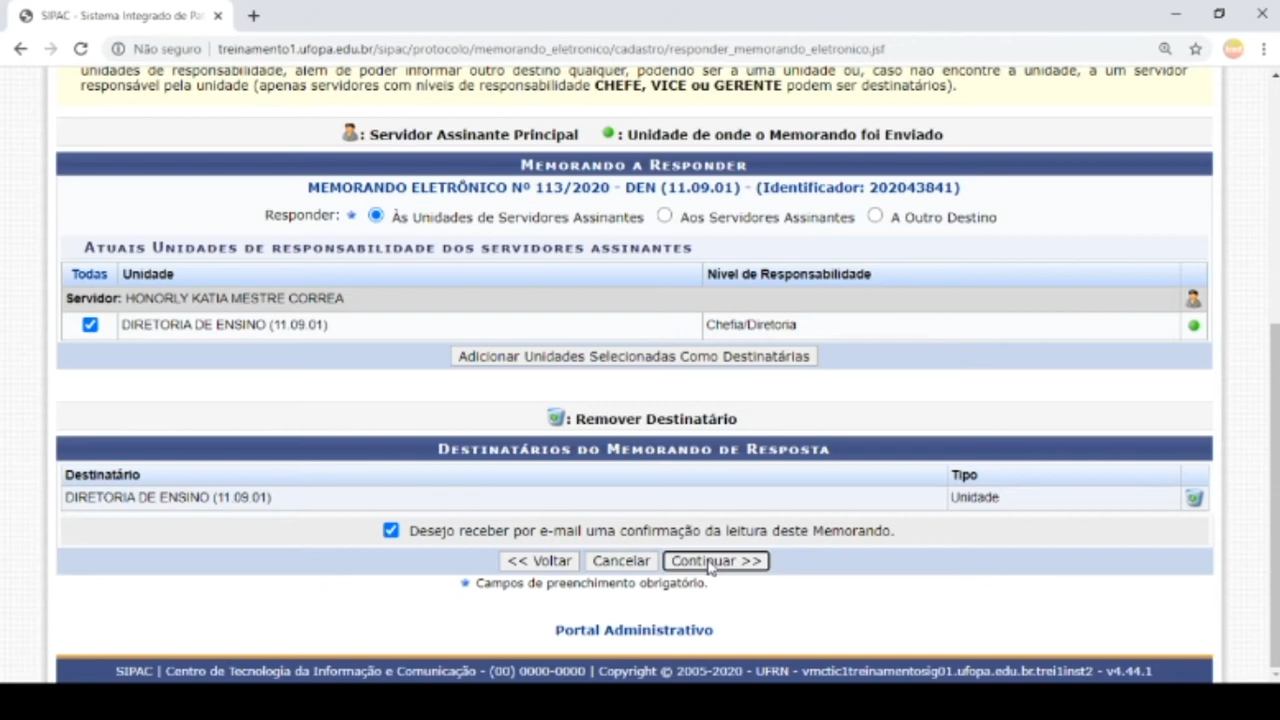 SIPAC - Sistema Integrado de Pa
Não seguro | treinamento1.ufopa.edu.br/sipac/protocolo/memorando_eletronico/cadastro/responder_memorando_eletronico.jsf
unidades de responsabilidade, alem de poder informar outro destino qualquer, podendo ser a uma unidade ou, caso não encontre a unidade, a um servidor
responsável pela unidade (apenas servidores com níveis de responsabilidade CHEFE, VICE ou GERENTE podem ser destinatários).
: Servidor Assinante Principal : Unidade de onde o Memorando foi Enviado
MEMORANDO A RESPONDER
MEMORANDO ELETRÔNICO Nº 113/2020 - DEN (11.09.01) - (Identificador: 202043841)
Responder: Às Unidades de Servidores Assinantes Aos Servidores Assinantes A Outro Destino
ATUAIS UNIDADES DE RESPONSABILIDADE DOS SERVIDORES ASSINANTES
Todas Unidade Nível de Responsabilidade
Servidor: HONORLY KATIA MESTRE CORREA
DIRETORIA DE ENSINO (11.09.01) Chefia/Diretoria
Adicionar Unidades Selecionadas Como Destinatárias
: Remover Destinatário
DESTINATÁRIOS DO MEMORANDO DE RESPOSTA
Destinatário Tipo
DIRETORIA DE ENSINO (11.09.01) Unidade
Desejo receber por e-mail uma confirmação da leitura deste Memorando.
<< Voltar Cancelar Continuar >>
Campos de preenchimento obrigatório.
Portal Administrativo
SIPAC | Centro de Tecnologia da Informação e Comunicação - (00) 0000-0000 | Copyright © 2005-2020 - UFRN - vmctic1treinamentosig01.ufopa.edu.br.trei1inst2 - v4.44.1